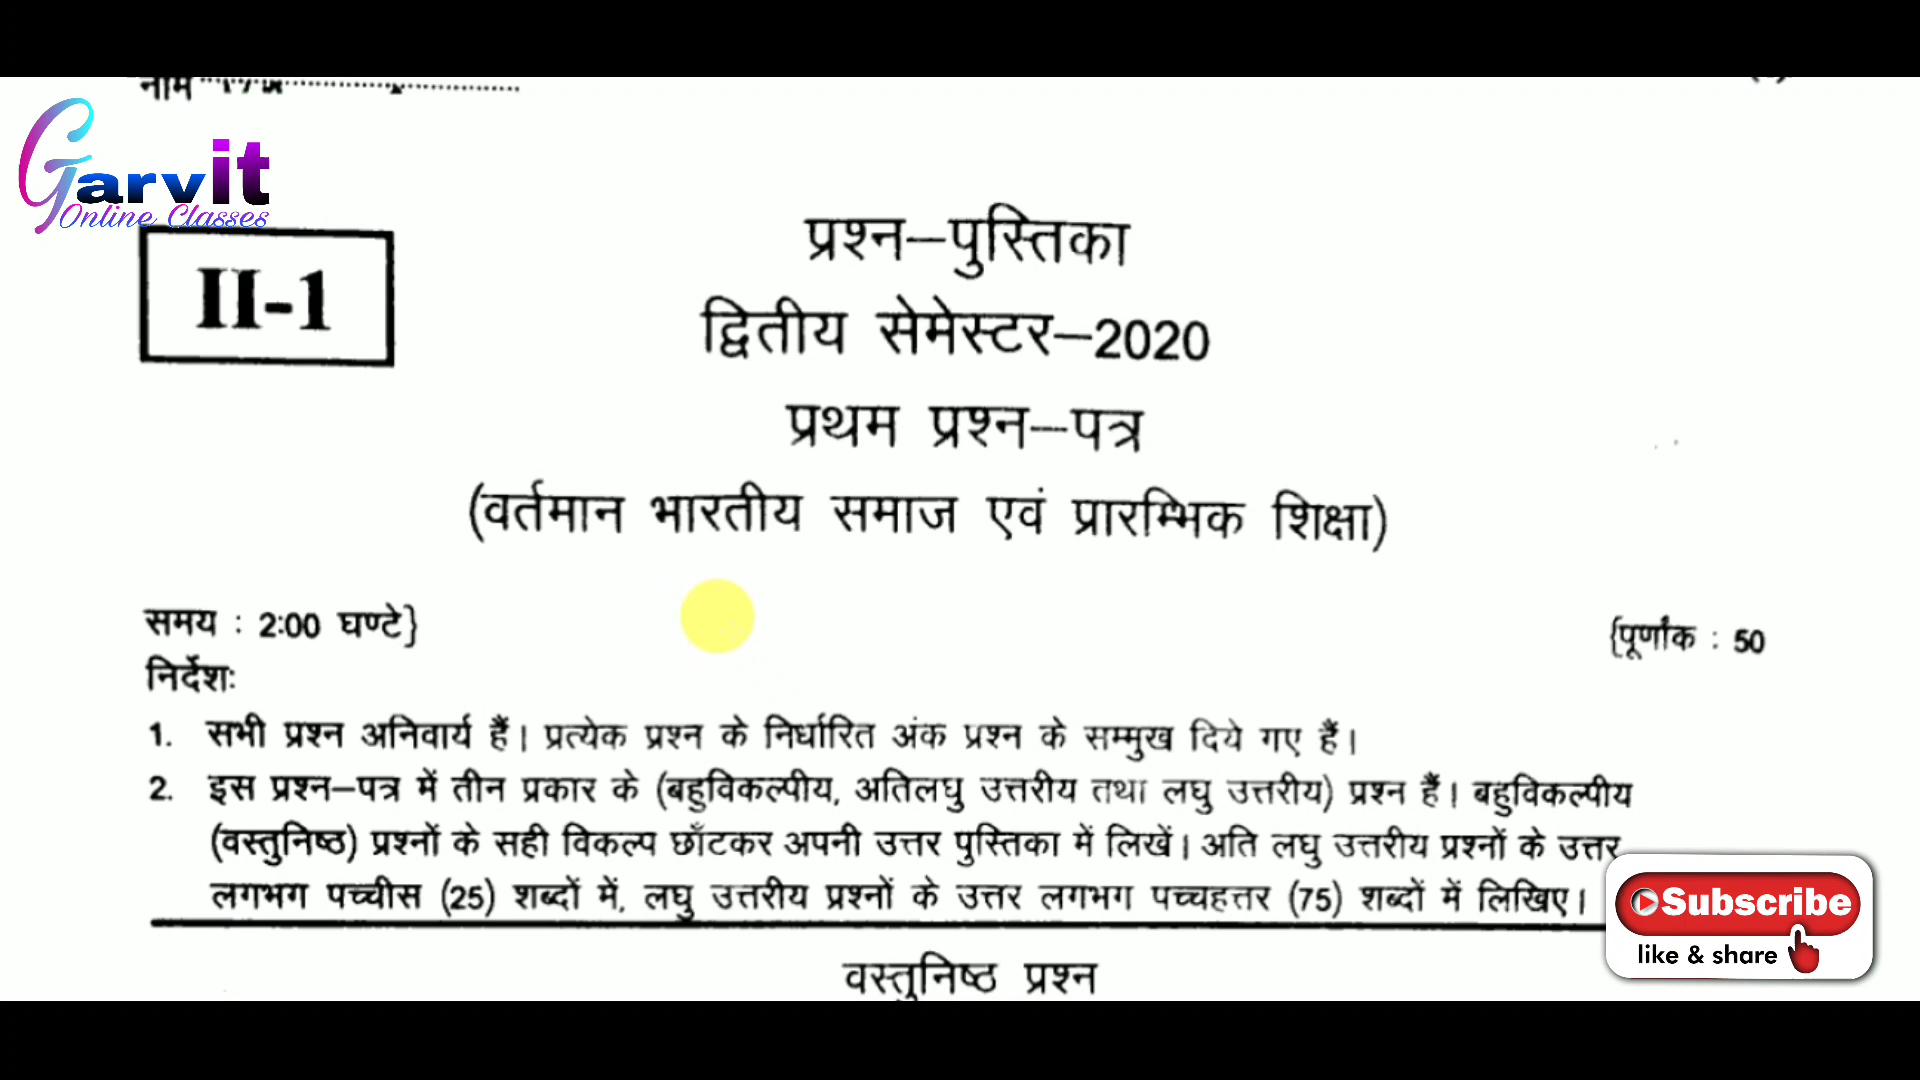 नाम
Garvit
Online Classes
II-1
प्रश्न–पुस्तिका
द्वितीय सेमेस्टर–2020
प्रथम प्रश्न–पत्र
(वर्तमान भारतीय समाज एवं प्रारम्भिक शिक्षा)
समय : 2:00 घण्टे} {पूर्णांक : 50
निर्देशः
1. सभी प्रश्न अनिवार्य हैं। प्रत्येक प्रश्न के निर्धारित अंक प्रश्न के सम्मुख दिये गए हैं।
2. इस प्रश्न–पत्र में तीन प्रकार के (बहुविकल्पीय, अतिलघु उत्तरीय तथा लघु उत्तरीय) प्रश्न हैं। बहुविकल्पीय
(वस्तुनिष्ठ) प्रश्नों के सही विकल्प छाँटकर अपनी उत्तर पुस्तिका में लिखें। अति लघु उत्तरीय प्रश्नों के उत्तर
लगभग पच्चीस (25) शब्दों में, लघु उत्तरीय प्रश्नों के उत्तर लगभग पच्चहत्तर (75) शब्दों में लिखिए।
Subscribe
like & share
वस्तुनिष्ठ प्रश्न